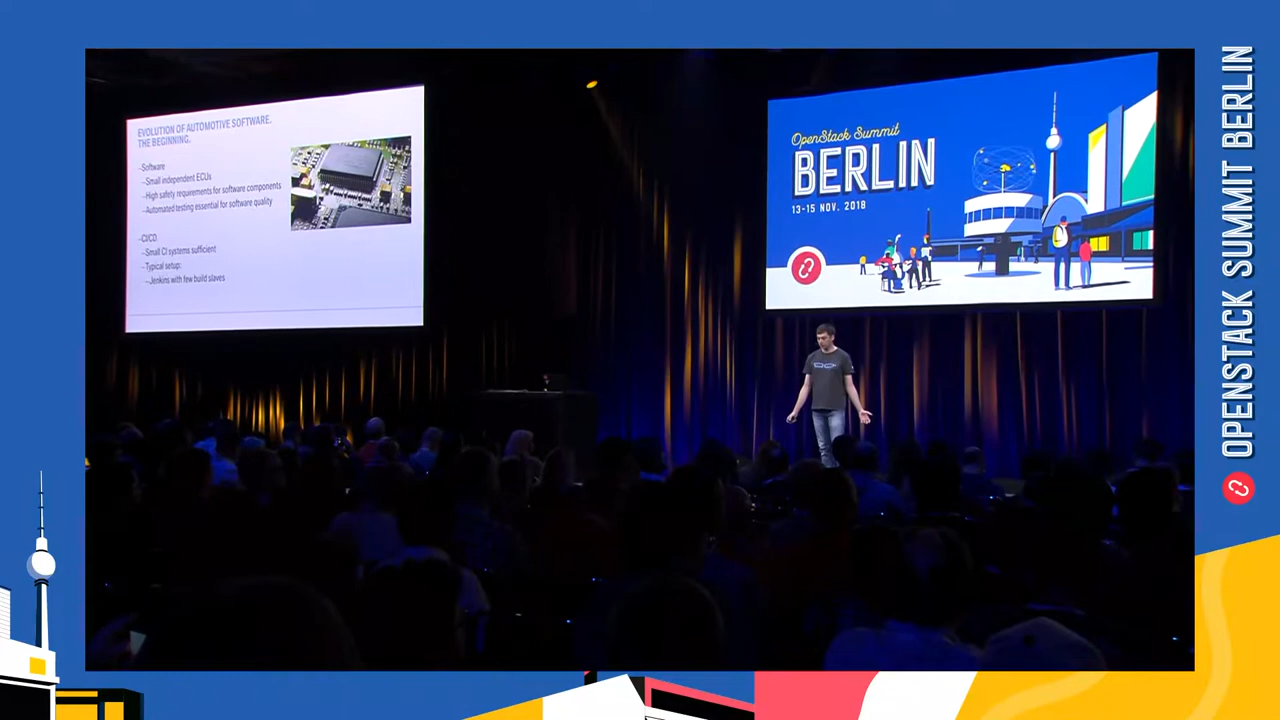 EVOLUTION OF AUTOMOTIVE SOFTWARE.
THE BEGINNING.
–Software
–Small independent ECUs
–High safety requirements for software components
–Automated testing essential for software quality
–CI/CD
–Small CI systems sufficient
–Typical setup:
–Jenkins with few build slaves
OpenStack Summit
BERLIN
13-15 NOV. 2018
OPENSTACK SUMMIT BERLIN